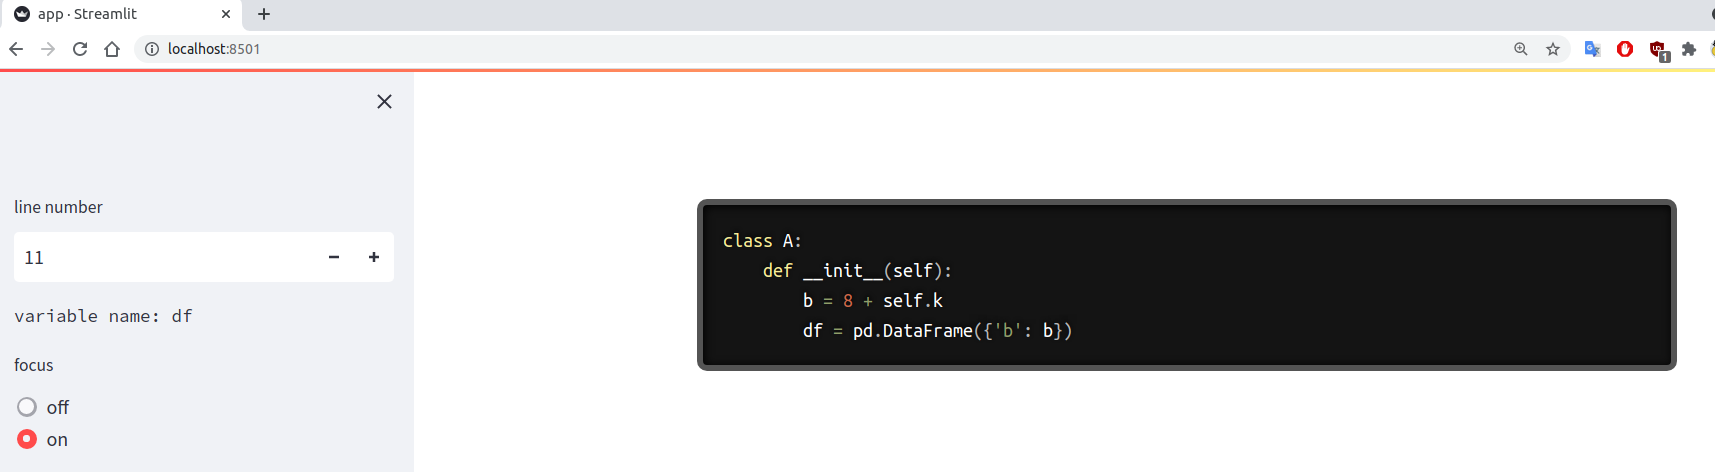 app · Streamlit
localhost:8501
1
line number
11
variable name: df
focus
off
on
class A:
    def __init__(self):
        b = 8 + self.k
        df = pd.DataFrame({'b': b})